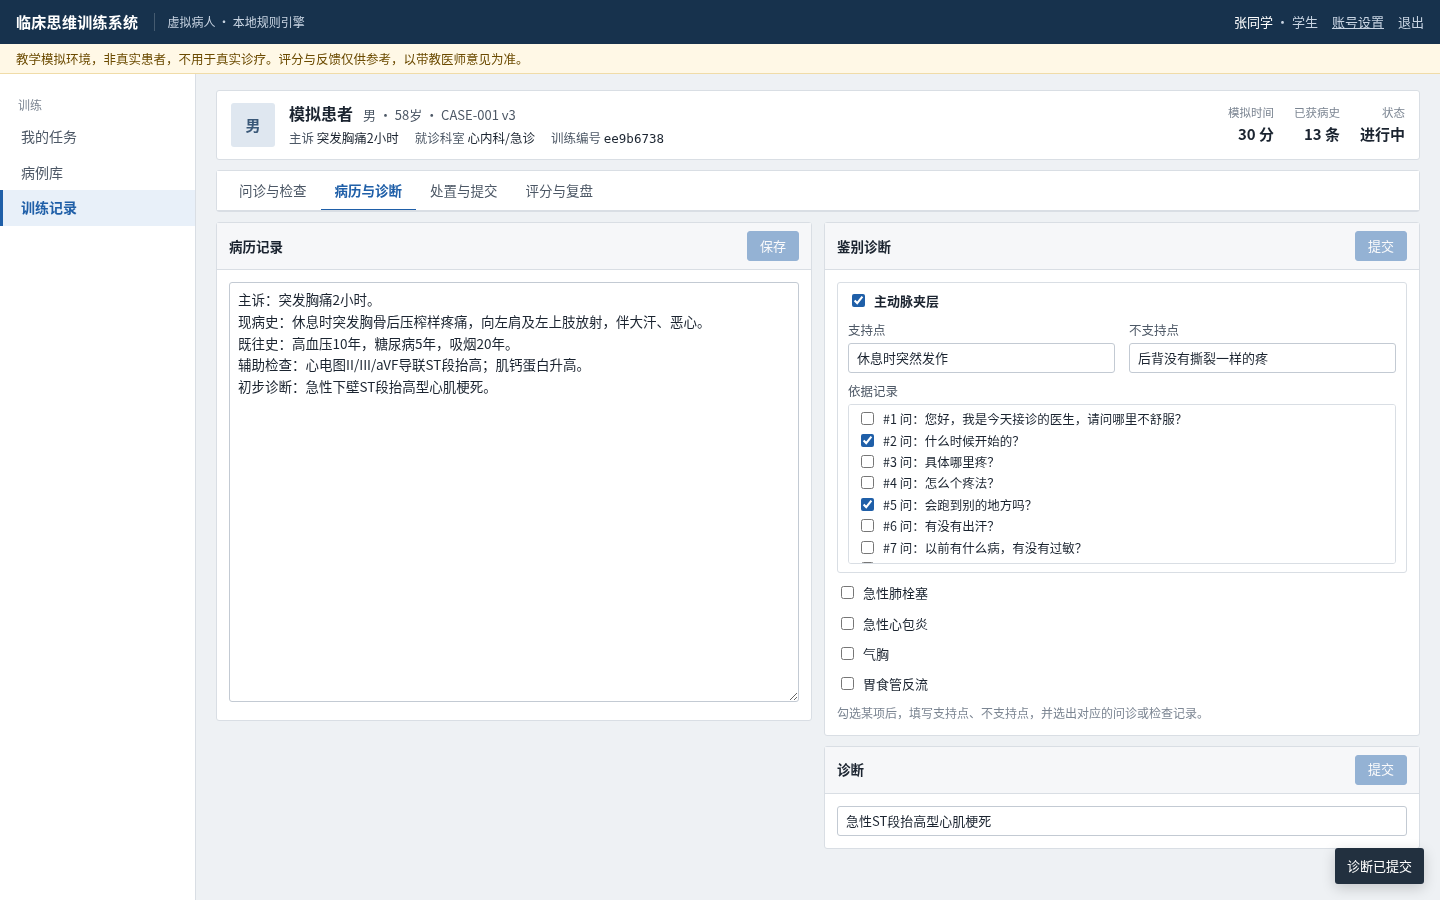 临床思维训练系统 虚拟病人 · 本地规则引擎 张同学 · 学生 账号设置 退出
教学模拟环境，非真实患者，不用于真实诊疗。评分与反馈仅供参考，以带教医师意见为准。
训练
我的任务
病例库
训练记录
男
模拟患者 男 · 58岁 · CASE-001 v3
主诉 突发胸痛2小时 就诊科室 心内科/急诊 训练编号 ee9b6738
模拟时间 已获病史 状态
30 分 13 条 进行中
问诊与检查 病历与诊断 处置与提交 评分与复盘
病历记录 保存
主诉：突发胸痛2小时。
现病史：休息时突发胸骨后压榨样疼痛，向左肩及左上肢放射，伴大汗、恶心。
既往史：高血压10年，糖尿病5年，吸烟20年。
辅助检查：心电图II/III/aVF导联ST段抬高；肌钙蛋白升高。
初步诊断：急性下壁ST段抬高型心肌梗死。
鉴别诊断 提交
主动脉夹层
支持点 不支持点
休息时突然发作 后背没有撕裂一样的疼
依据记录
#1 问：您好，我是今天接诊的医生，请问哪里不舒服？
#2 问：什么时候开始的？
#3 问：具体哪里疼？
#4 问：怎么个疼法？
#5 问：会跑到别的地方吗？
#6 问：有没有出汗？
#7 问：以前有什么病，有没有过敏？
急性肺栓塞
急性心包炎
气胸
胃食管反流
勾选某项后，填写支持点、不支持点，并选出对应的问诊或检查记录。
诊断 提交
急性ST段抬高型心肌梗死
诊断已提交